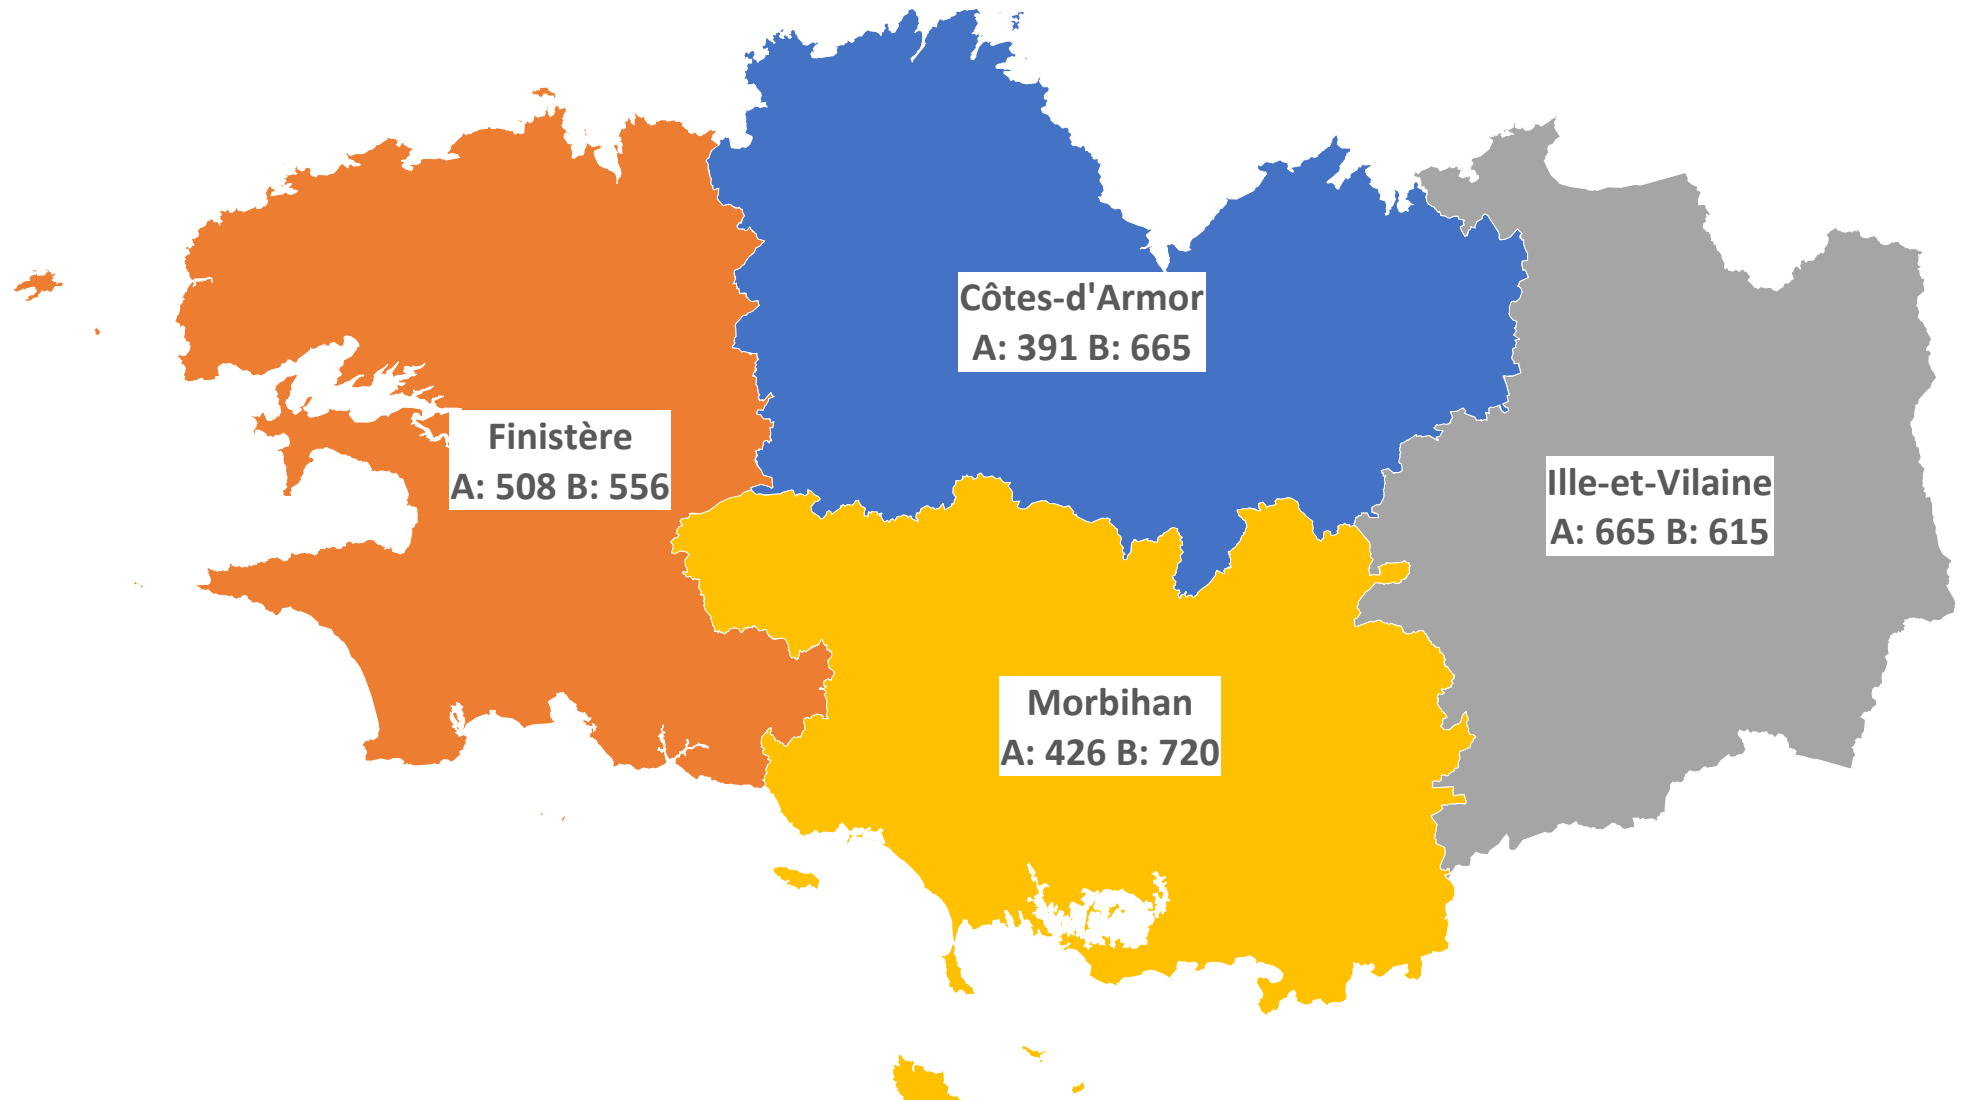 Côtes-d'Armor
A: 391 B: 665
Finistère
A: 508 B: 556
Ille-et-Vilaine
A: 665 B: 615
Morbihan
A: 426 B: 720